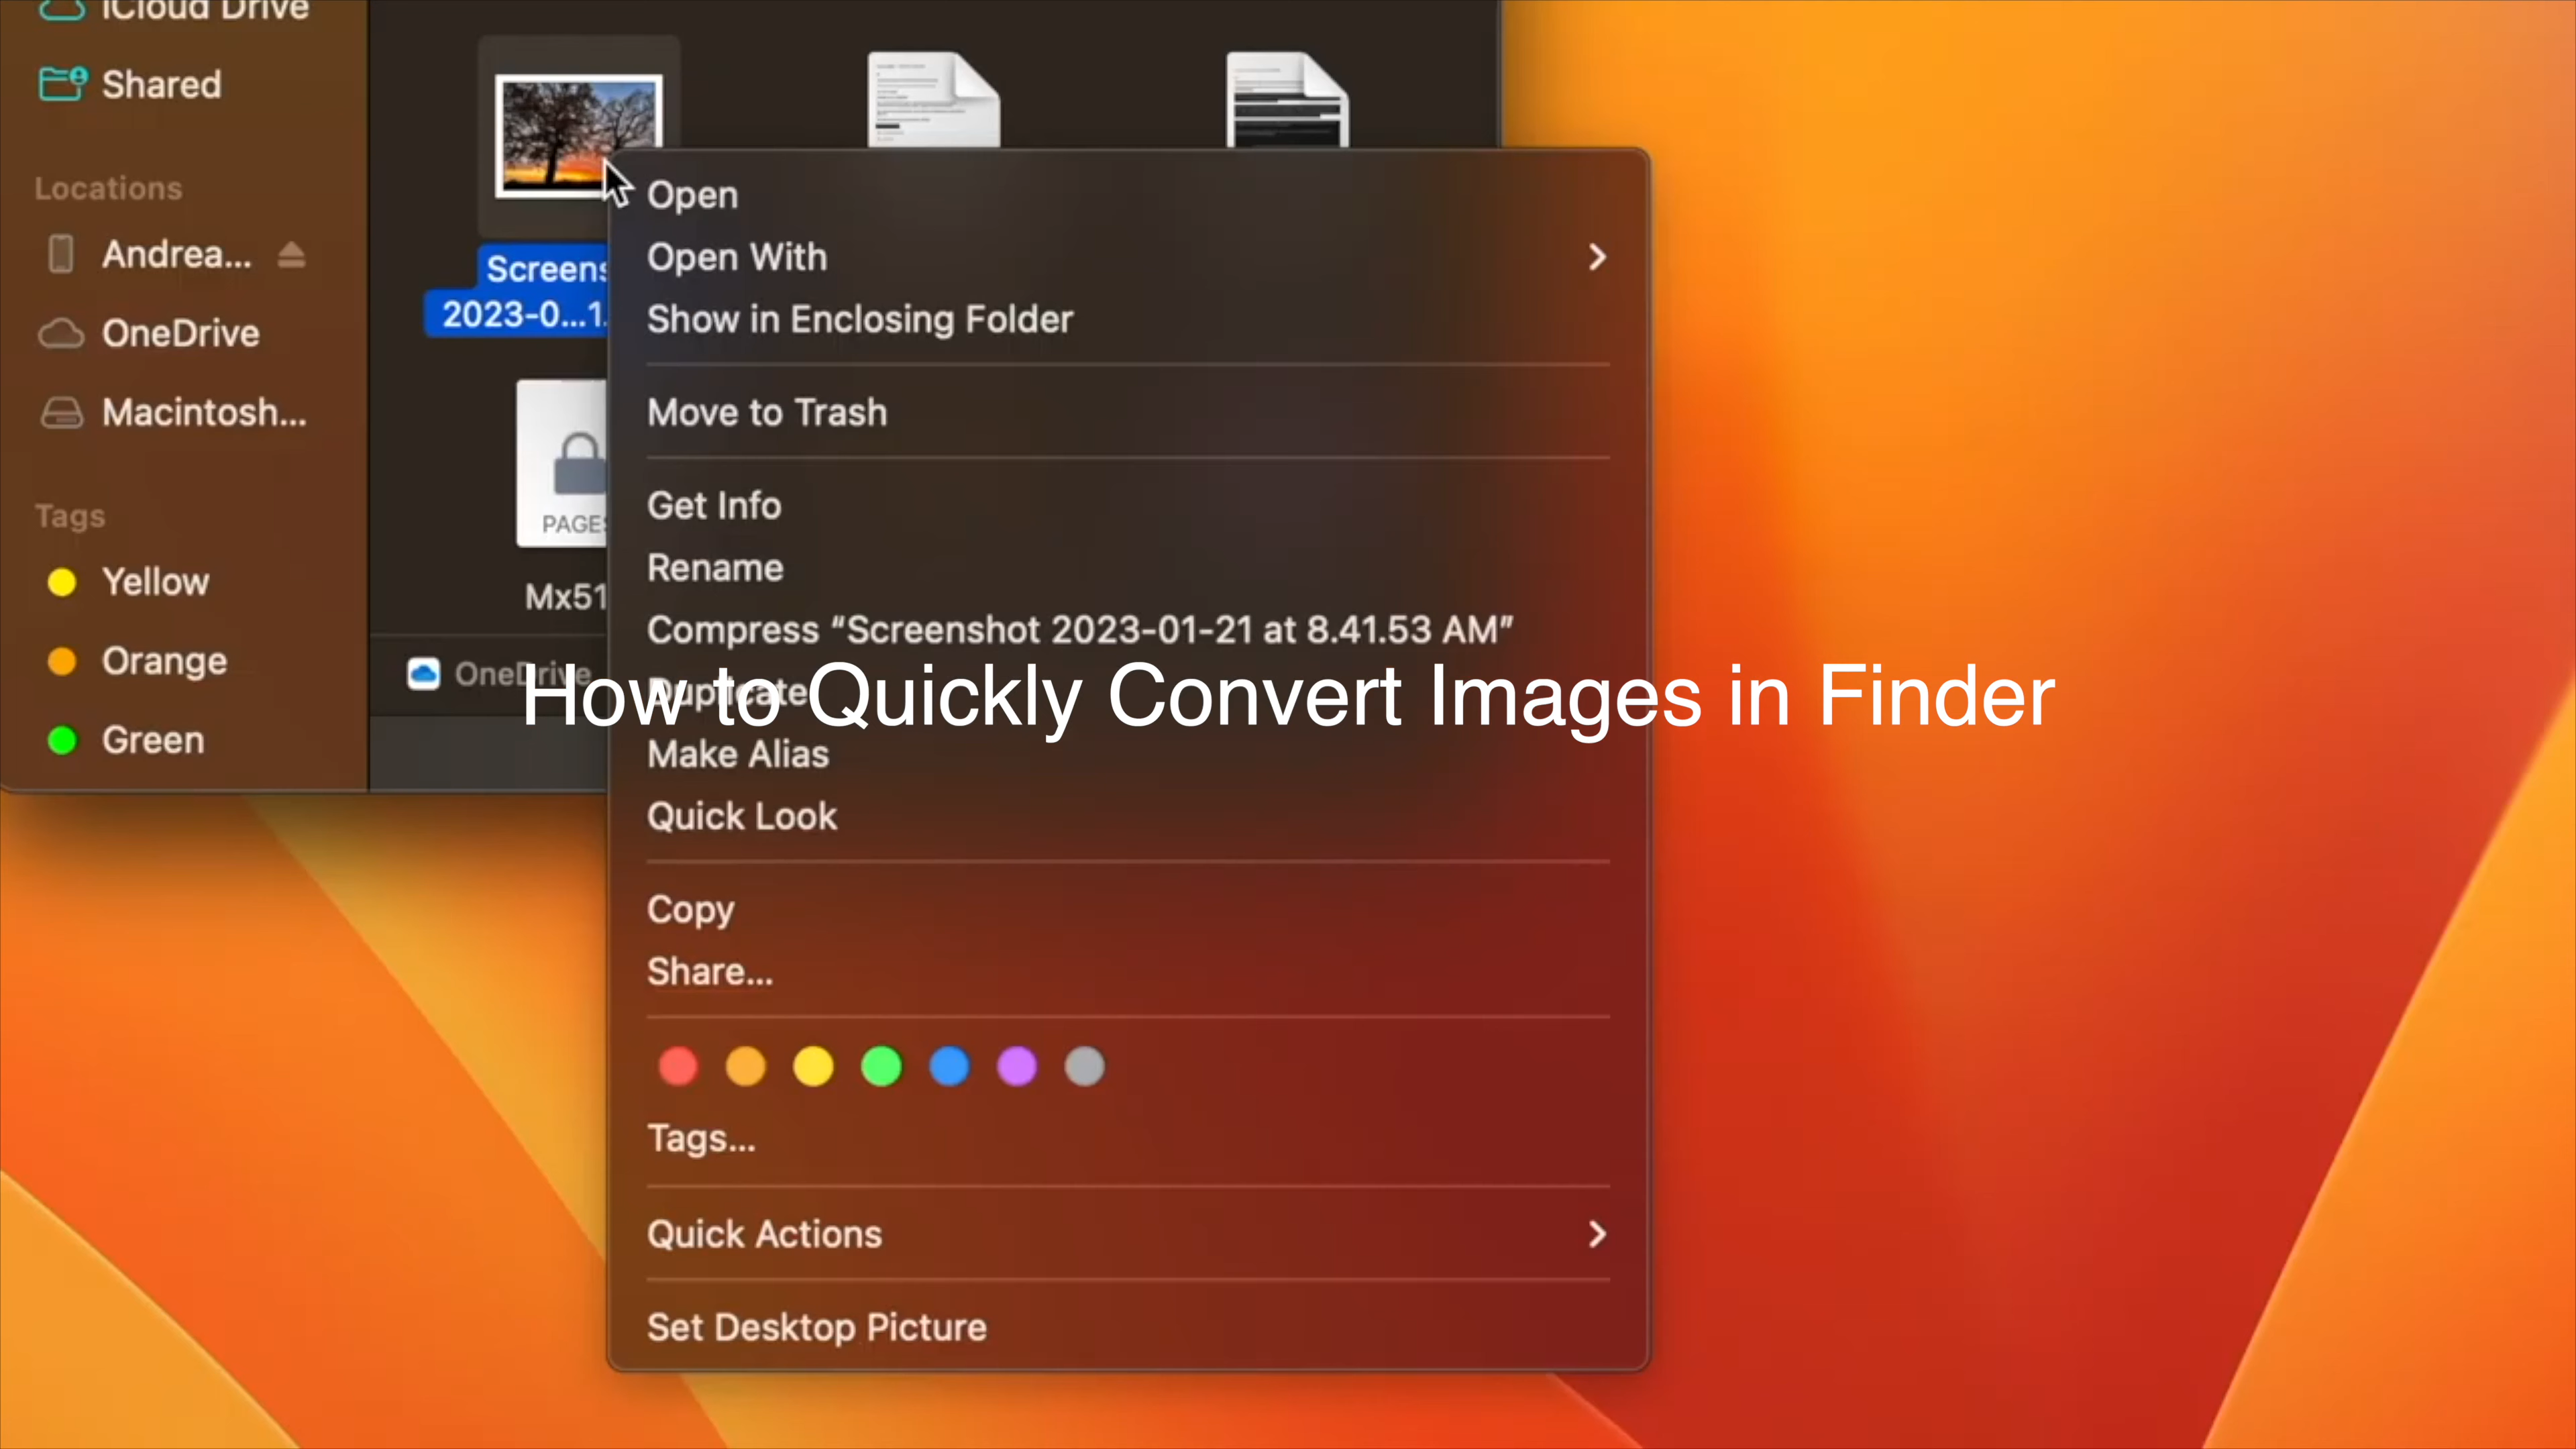 iCloud Drive
Shared
Locations
Andrea...
OneDrive
Macintosh...
Tags
Yellow
Orange
Green
Screens
2023-0...1.
PAGES
Mx51
OneDrive
Open
Open With
Show in Enclosing Folder
Move to Trash
Get Info
Rename
Compress “Screenshot 2023-01-21 at 8.41.53 AM”
Duplicate
How to Quickly Convert Images in Finder
Make Alias
Quick Look
Copy
Share...
Tags...
Quick Actions
Set Desktop Picture